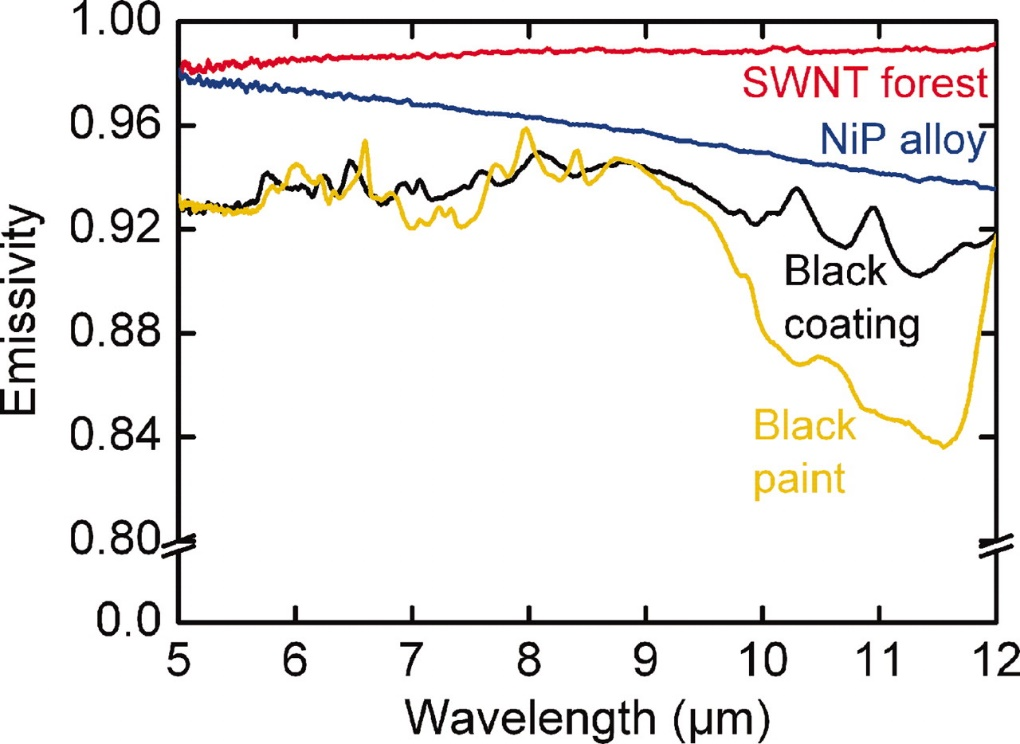 1.00
0.96
0.92
0.88
0.84
0.80
0.0
Emissivity
SWNT forest
NiP alloy
Black
coating
Black
paint
5 6 7 8 9 10 11 12
Wavelength (μm)